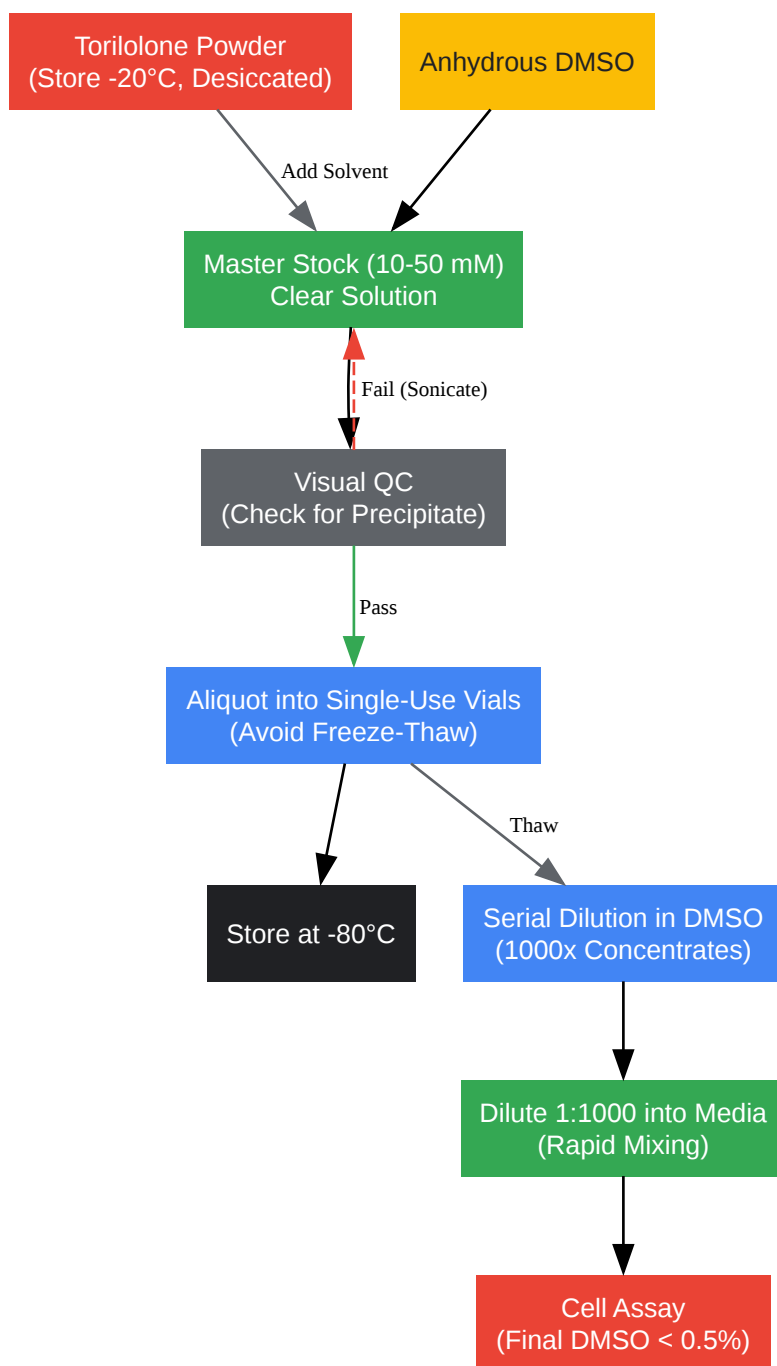 Torilolone Powder
(Store -20°C, Desiccated)
Anhydrous DMSO
Add Solvent
Master Stock (10-50 mM)
Clear Solution
Fail (Sonicate)
Visual QC
(Check for Precipitate)
Pass
Aliquot into Single-Use Vials
(Avoid Freeze-Thaw)
Thaw
Store at -80°C
Serial Dilution in DMSO
(1000x Concentrates)
Dilute 1:1000 into Media
(Rapid Mixing)
Cell Assay
(Final DMSO < 0.5%)